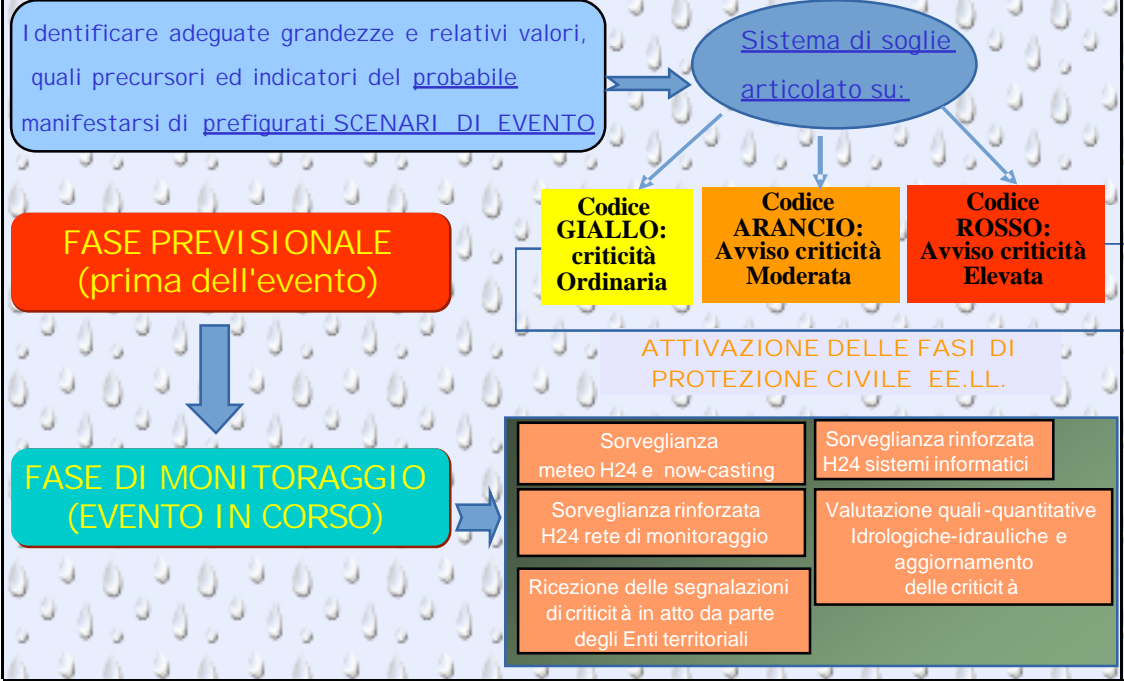 Identificare adeguate grandezze e relativi valori,
quali precursori ed indicatori del probabile
manifestarsi di prefigurati SCENARI DI EVENTO
Sistema di soglie
articolato su:
Codice
GIALLO:
criticità
Ordinaria
Codice
ARANCIO:
Avviso criticità
Moderata
Codice
ROSSO:
Avviso criticità
Elevata
FASE PREVISIONALE
(prima dell'evento)
ATTIVAZIONE DELLE FASI DI
PROTEZIONE CIVILE EE.LL.
FASE DI MONITORAGGIO
(EVENTO IN CORSO)
Sorveglianza
meteo H24 e now-casting
Sorveglianza rinforzata
H24 sistemi informatici
Sorveglianza rinforzata
H24 rete di monitoraggio
Valutazione quali-quantitative
Idrologiche-idrauliche e
aggiornamento
delle criticità
Ricezione delle segnalazioni
di criticità in atto da parte
degli Enti territoriali